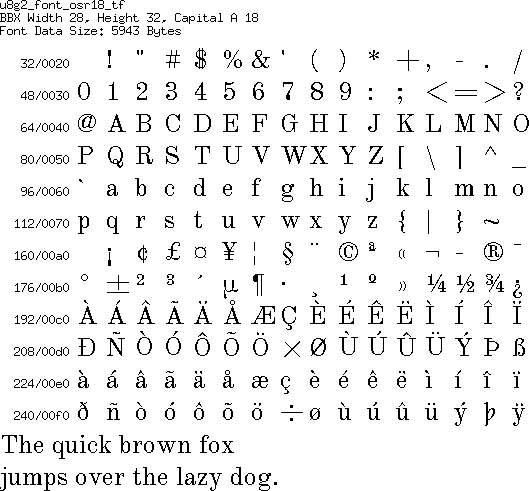 u8g2_font_osr18_tf
BBX Width 28, Height 32, Capital A 18
Font Data Size: 5943 Bytes
32/0020 ! " # $ % & ' ( ) * + , - . /
48/0030 0 1 2 3 4 5 6 7 8 9 : ; < = > ?
64/0040 @ A B C D E F G H I J K L M N O
80/0050 P Q R S T U V W X Y Z [ \ ] ^ _
96/0060 ` a b c d e f g h i j k l m n o
112/0070 p q r s t u v w x y z { | } ~
160/00a0 ¡ ¢ £ ¤ ¥ ¦ § ¨ © ª « ¬ - ® ¯
176/00b0 ° ± ² ³ ´ µ ¶ · ¸ ¹ º » ¼ ½ ¾ ¿
192/00c0 À Á Â Ã Ä Å Æ Ç È É Ê Ë Ì Í Î Ï
208/00d0 Ð Ñ Ò Ó Ô Õ Ö × Ø Ù Ú Û Ü Ý Þ ß
224/00e0 à á â ã ä å æ ç è é ê ë ì í î ï
240/00f0 ð ñ ò ó ô õ ö ÷ ø ù ú û ü ý þ ÿ
The quick brown fox
jumps over the lazy dog.